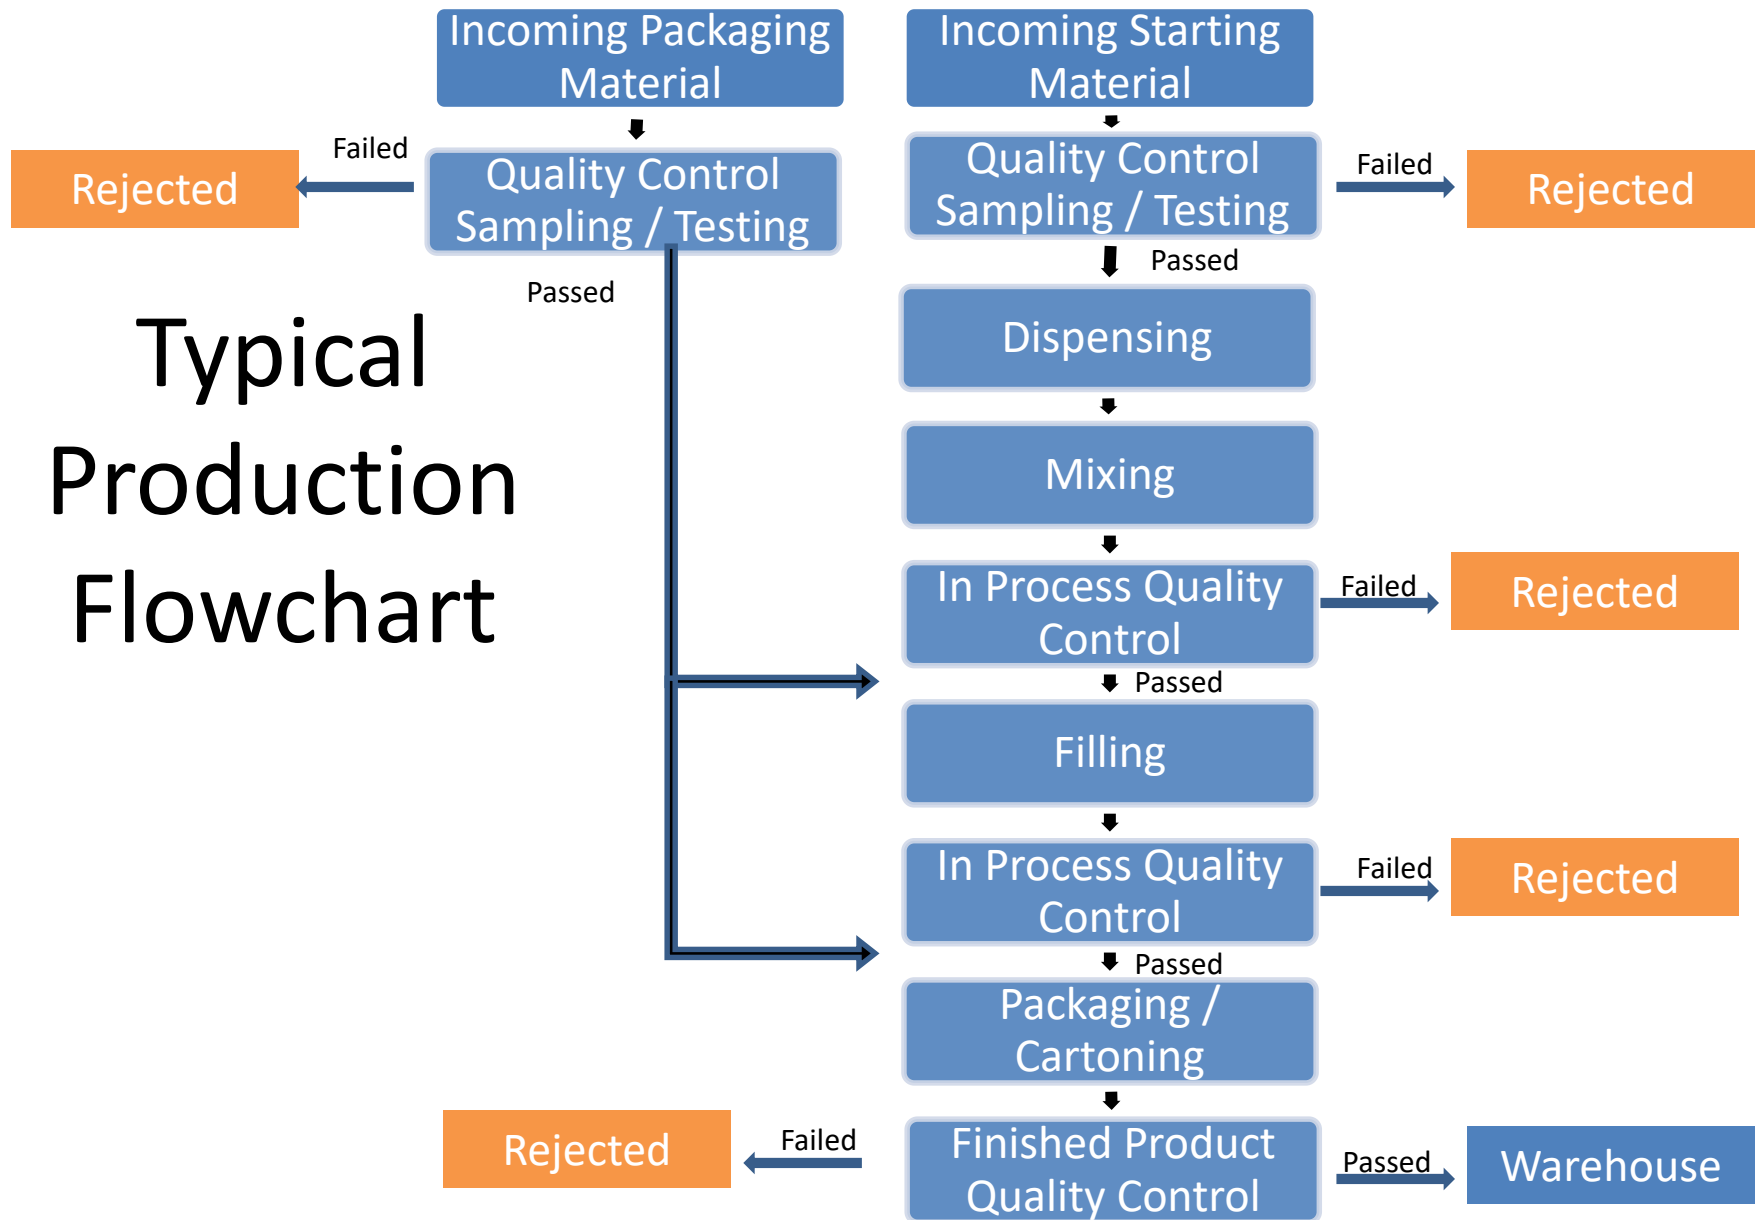 Incoming Packaging
Material
Incoming Starting
Material
Failed
Rejected
Quality Control
Sampling / Testing
Quality Control
Sampling / Testing
Failed
Rejected
Passed
Passed
Typical
Production
Flowchart
Dispensing
Mixing
In Process Quality
Control
Failed
Rejected
Passed
Filling
In Process Quality
Control
Failed
Rejected
Passed
Packaging /
Cartoning
Rejected
Failed
Finished Product
Quality Control
Passed
Warehouse